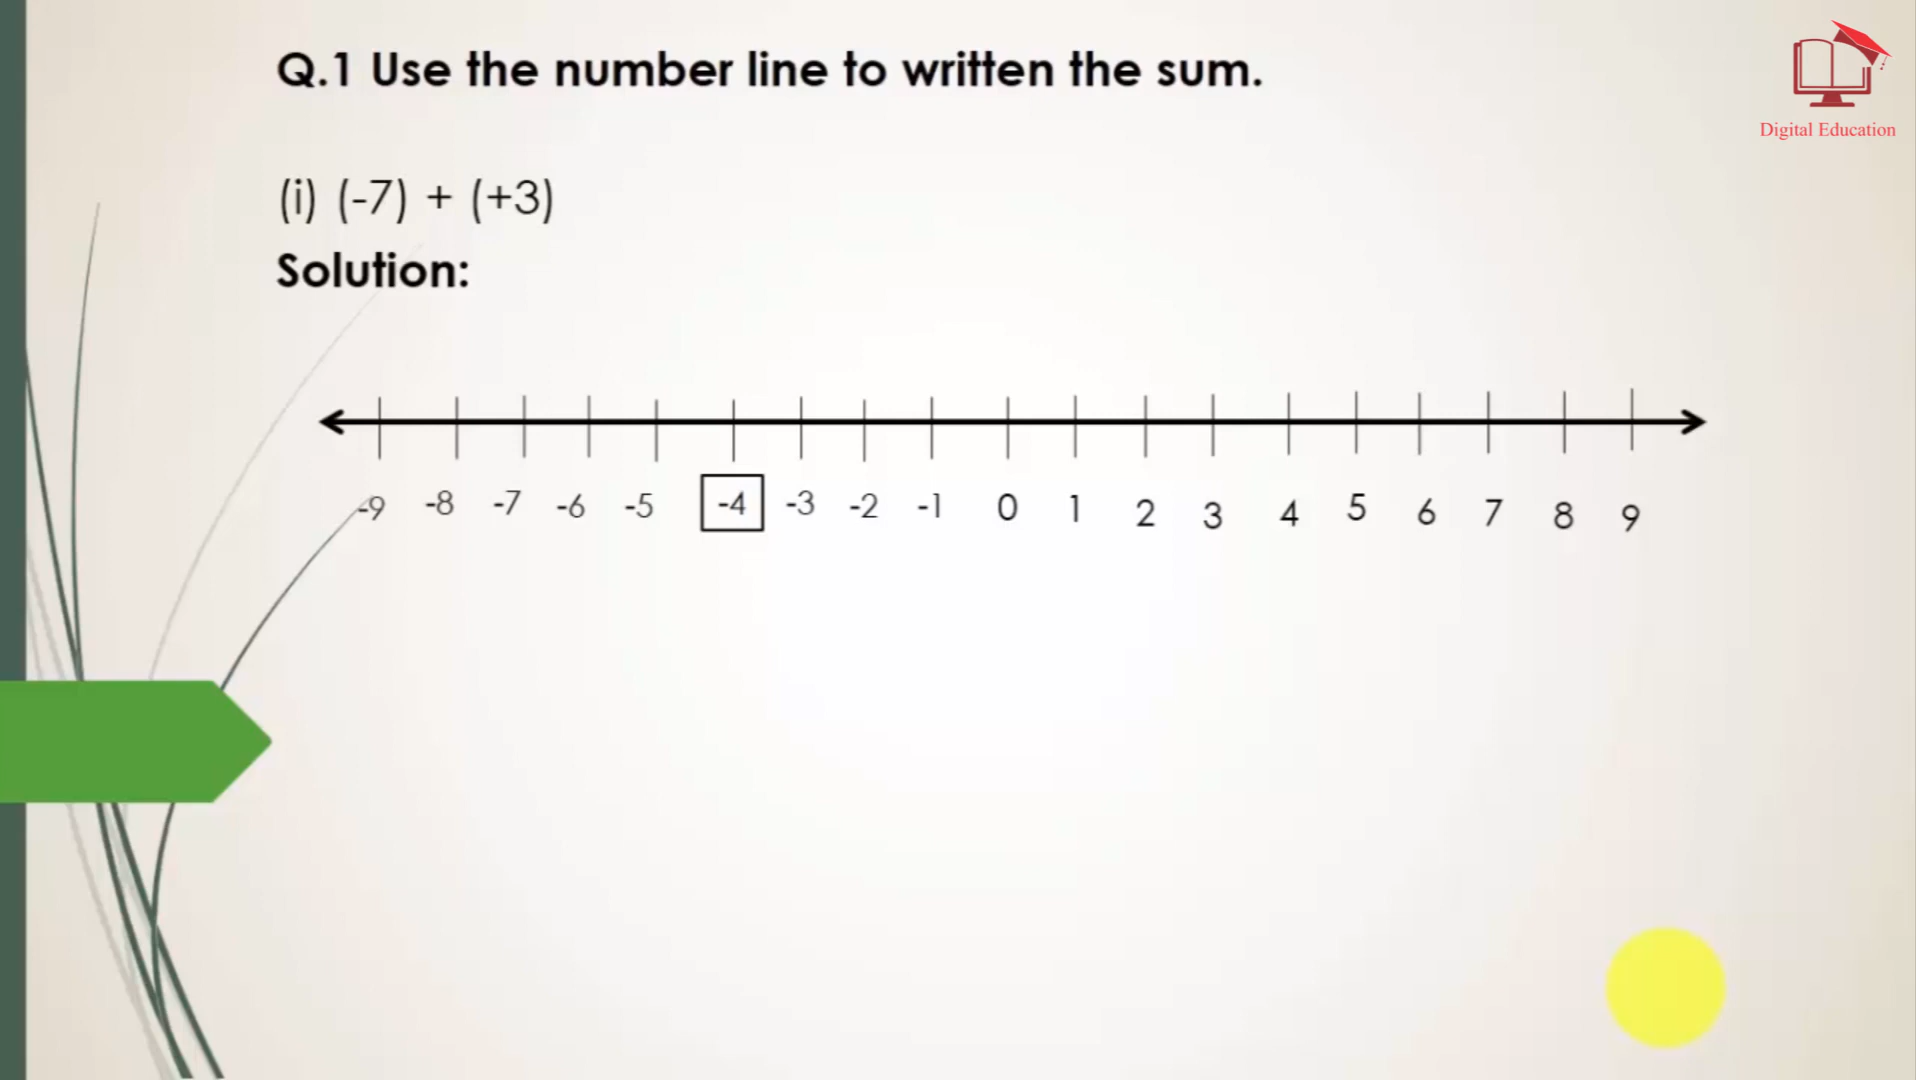 Q.1 Use the number line to written the sum.
Digital Education
(i) (-7) + (+3)
Solution:
-9 -8 -7 -6 -5 -4 -3 -2 -1 0 1 2 3 4 5 6 7 8 9